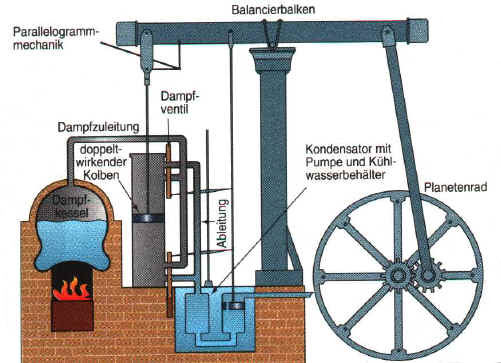 Balancierbalken
Parallelogramm-
mechanik
Dampf-
ventil
Dampfzuleitung
doppelt-
wirkender
Kolben
Kondensator mit
Pumpe und Kühl-
wasserbehälter
Planetenrad
Dampf-
kessel
Ableitung